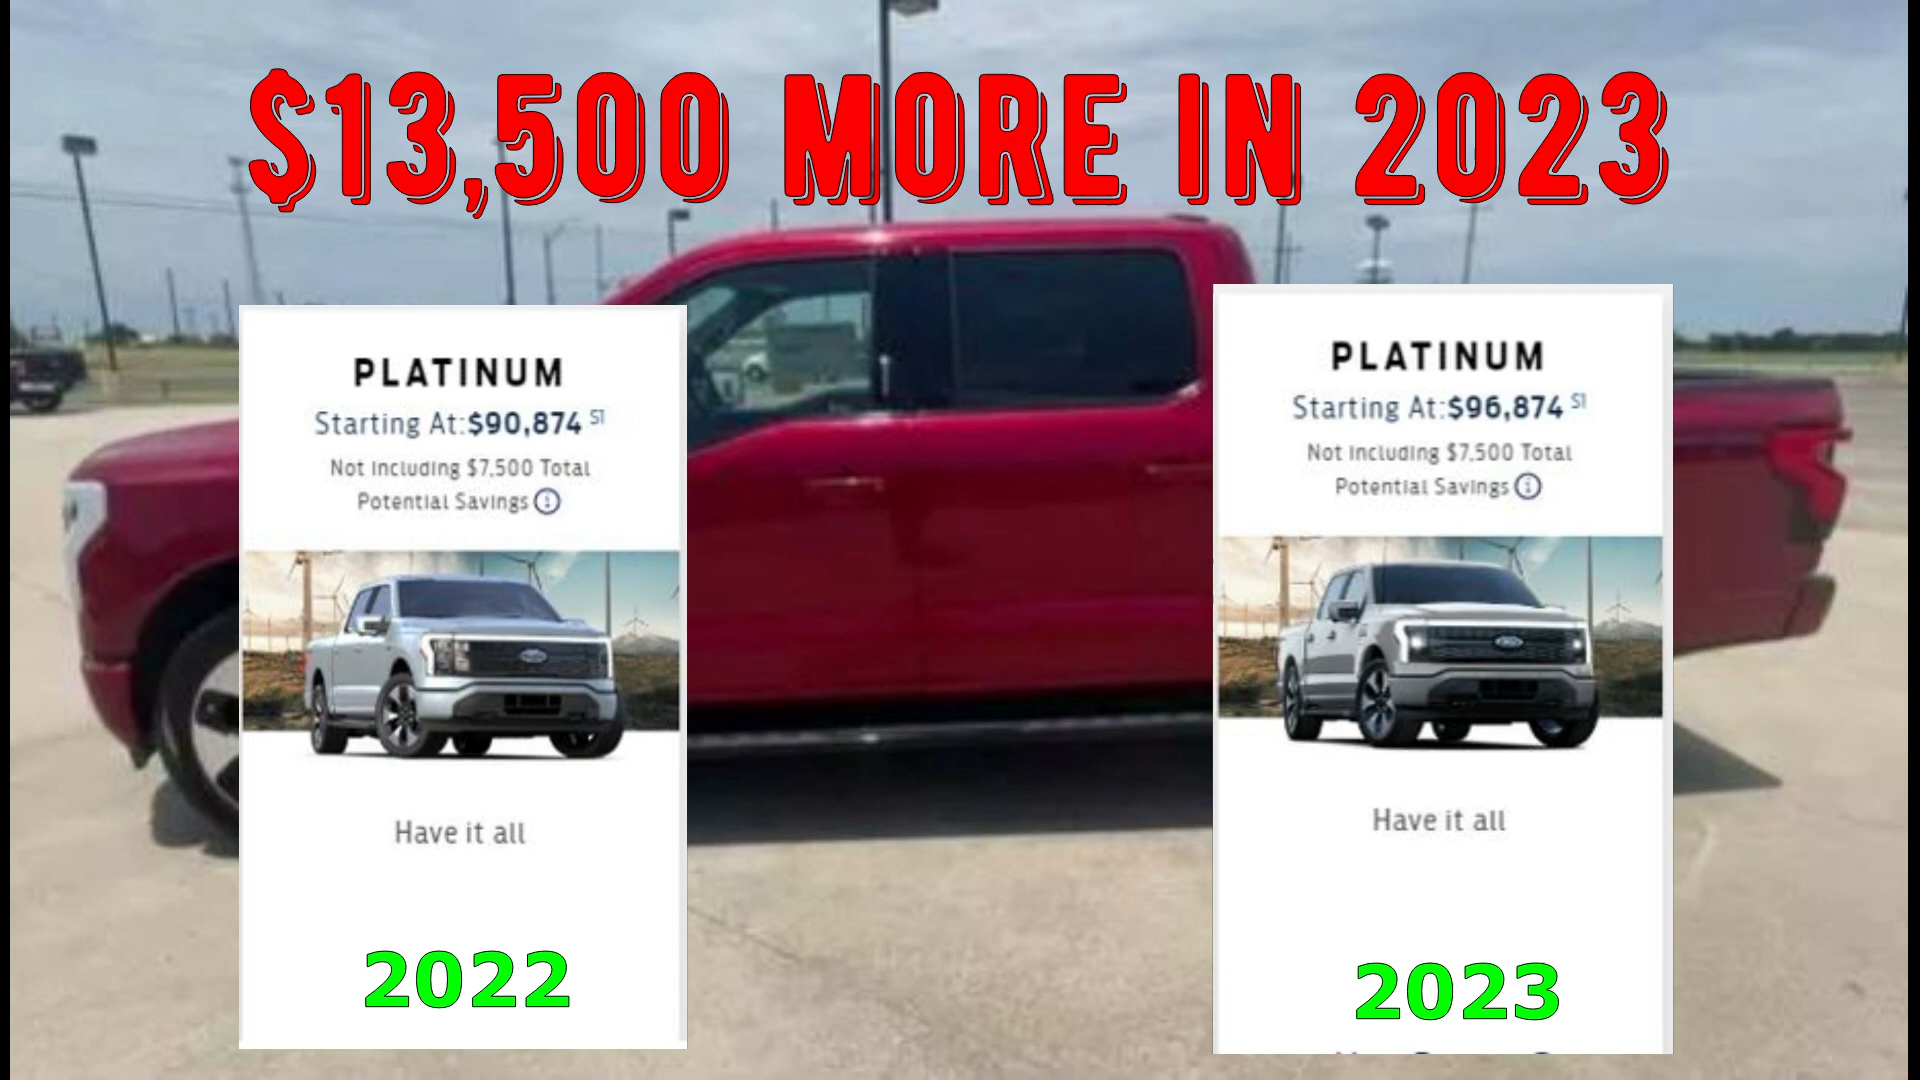 $13,500 MORE IN 2023
PLATINUM
Starting At:$90,874 S1
Not Including $7,500 Total
Potential Savings
Have it all
2022
PLATINUM
Starting At:$96,874 S1
Not Including $7,500 Total
Potential Savings
Have it all
2023